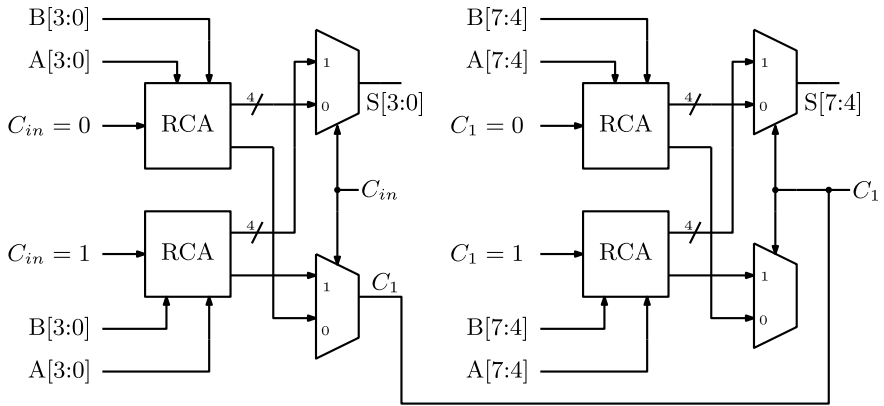 B[3:0]
A[3:0]
C_in = 0
RCA
4
1
0
S[3:0]
C_in
C_in = 1
RCA
4
1
0
C_1
B[3:0]
A[3:0]
B[7:4]
A[7:4]
C_1 = 0
RCA
4
1
0
S[7:4]
C_1
C_1 = 1
RCA
4
1
0
B[7:4]
A[7:4]